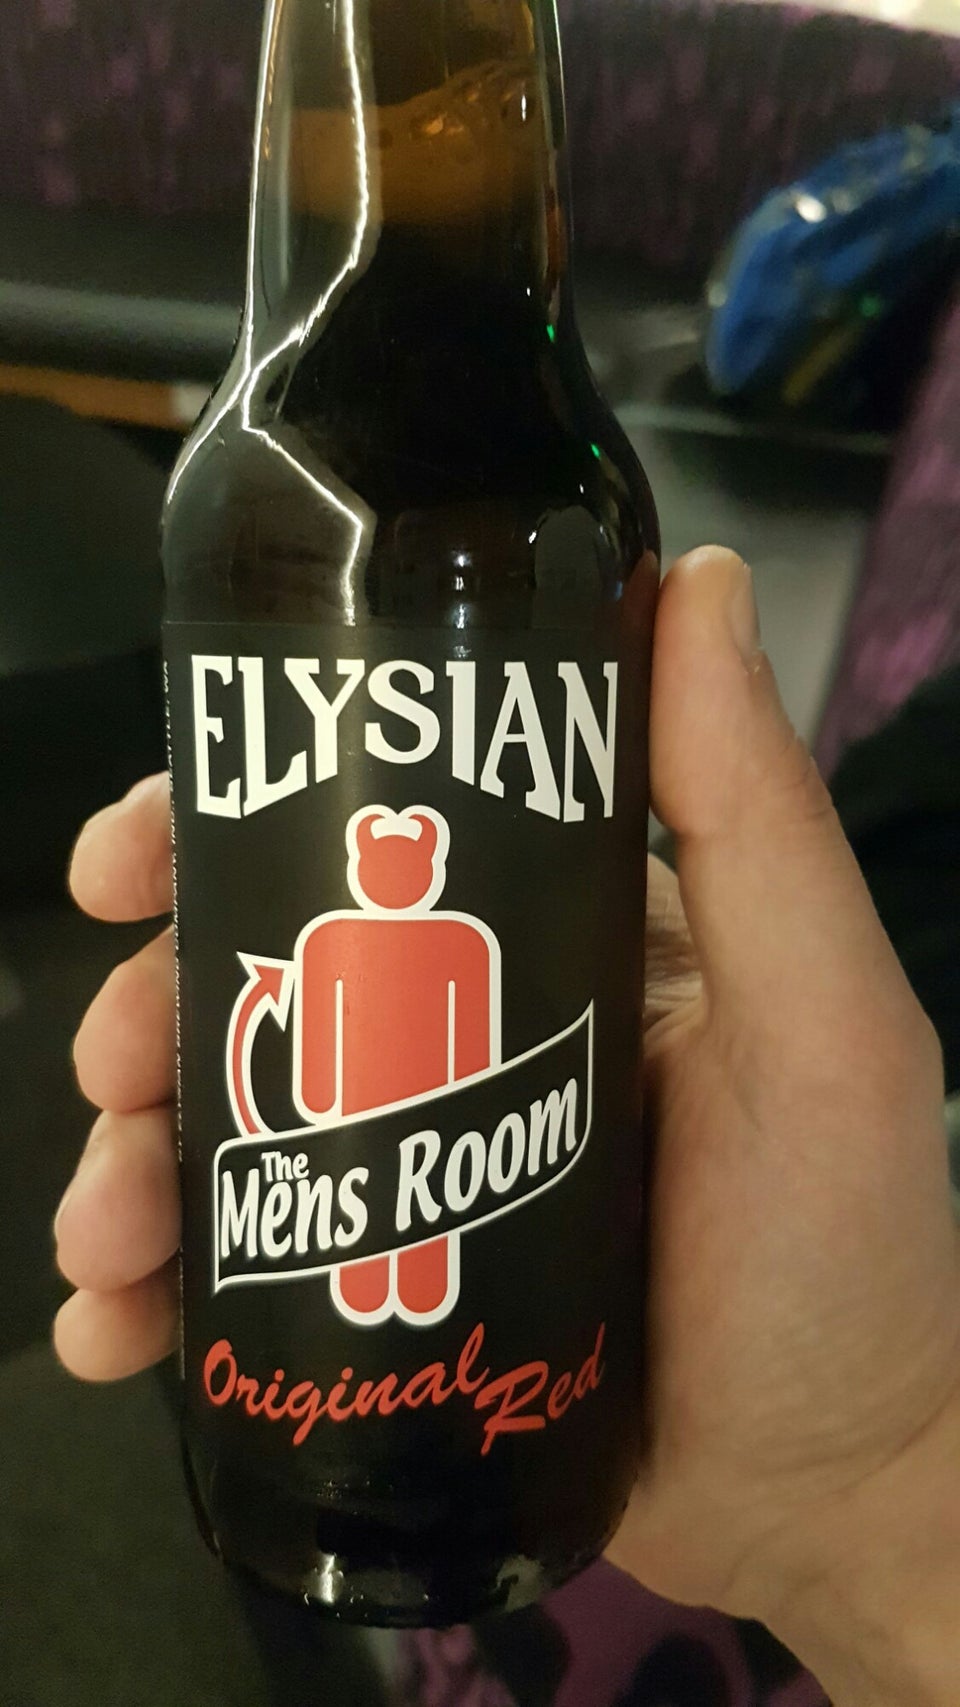 ELYSIAN
The
Mens Room
Original Red